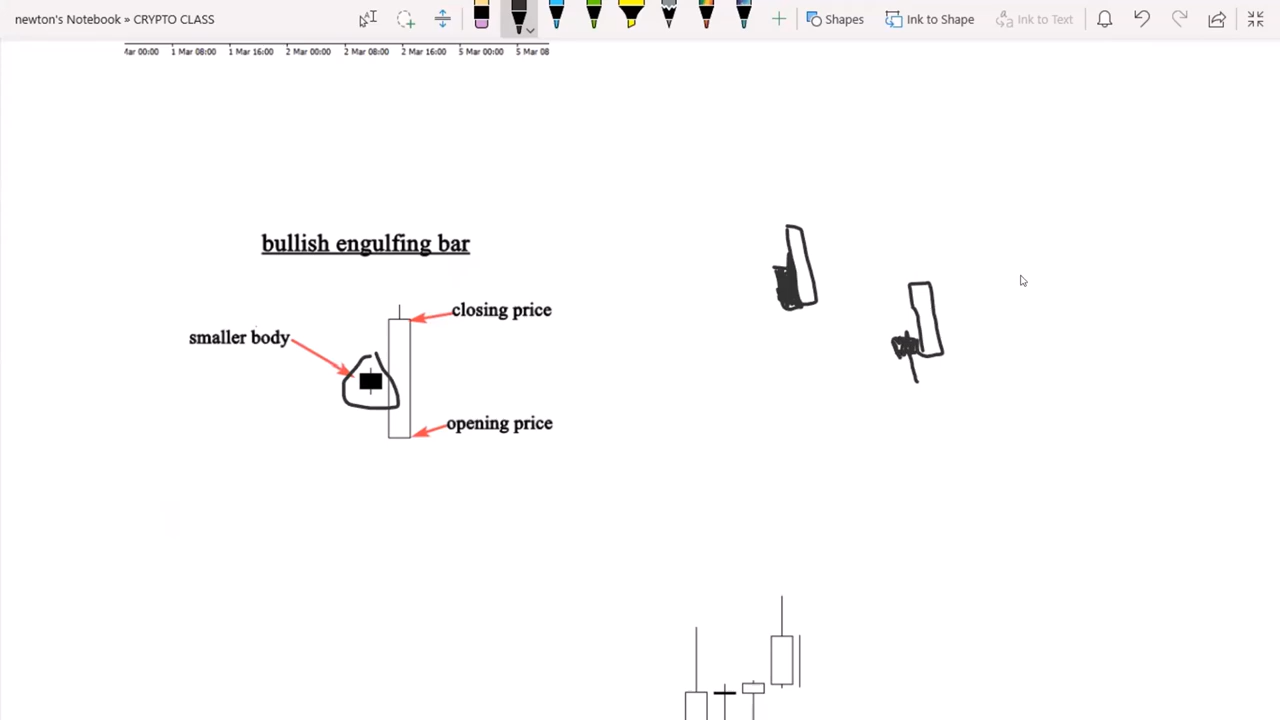 newton's Notebook » CRYPTO CLASS
Shapes
Ink to Shape
Ink to Text
Mar 00:00 1 Mar 08:00 1 Mar 16:00 2 Mar 00:00 2 Mar 08:00 2 Mar 16:00 5 Mar 00:00 5 Mar 08
bullish engulfing bar
closing price
smaller body
opening price